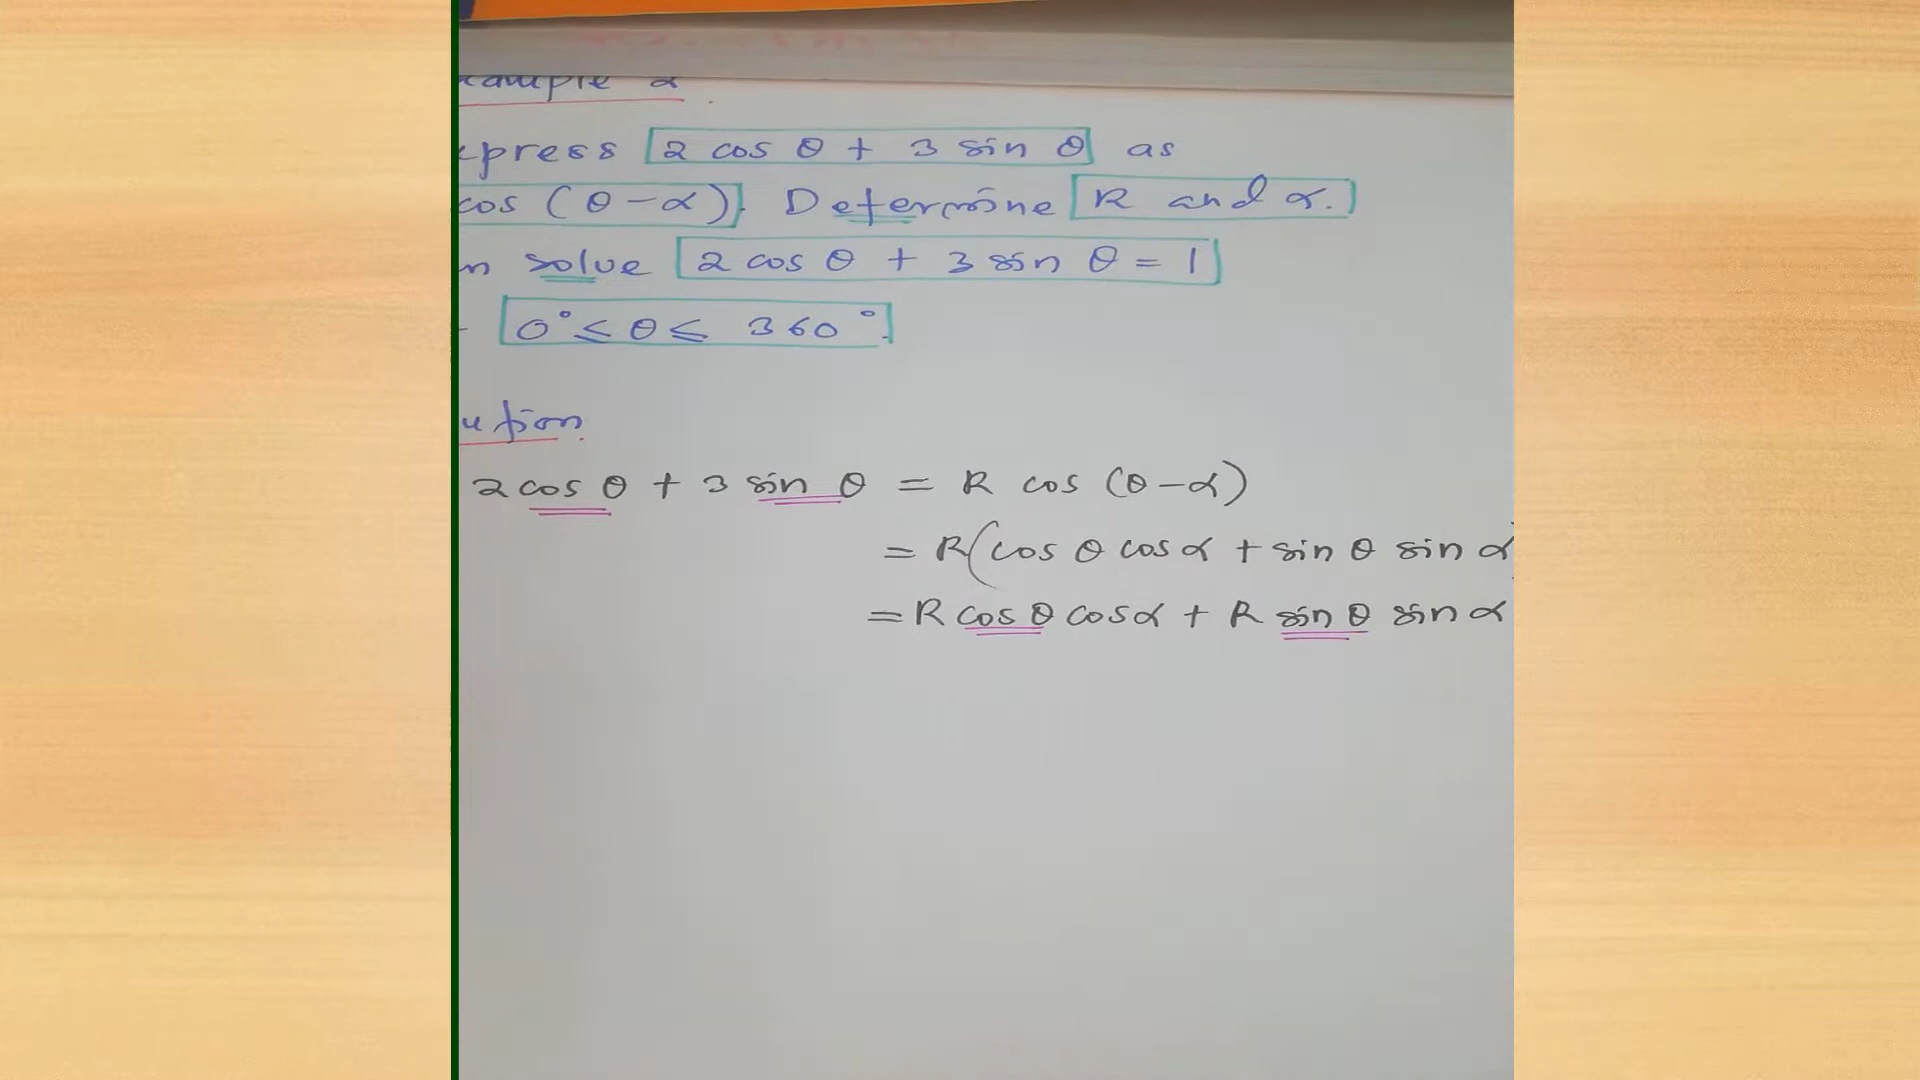 xample 2
xpress 2 cos θ + 3 sin θ as
cos (θ-α). Determine R and α.
n solve 2 cos θ + 3 sin θ = 1
0° ≤ θ ≤ 360°.
ution.
2 cos θ + 3 sin θ = R cos (θ-α)
= R(cos θ cos α + sin θ sin α
= R cos θ cos α + R sin θ sin α